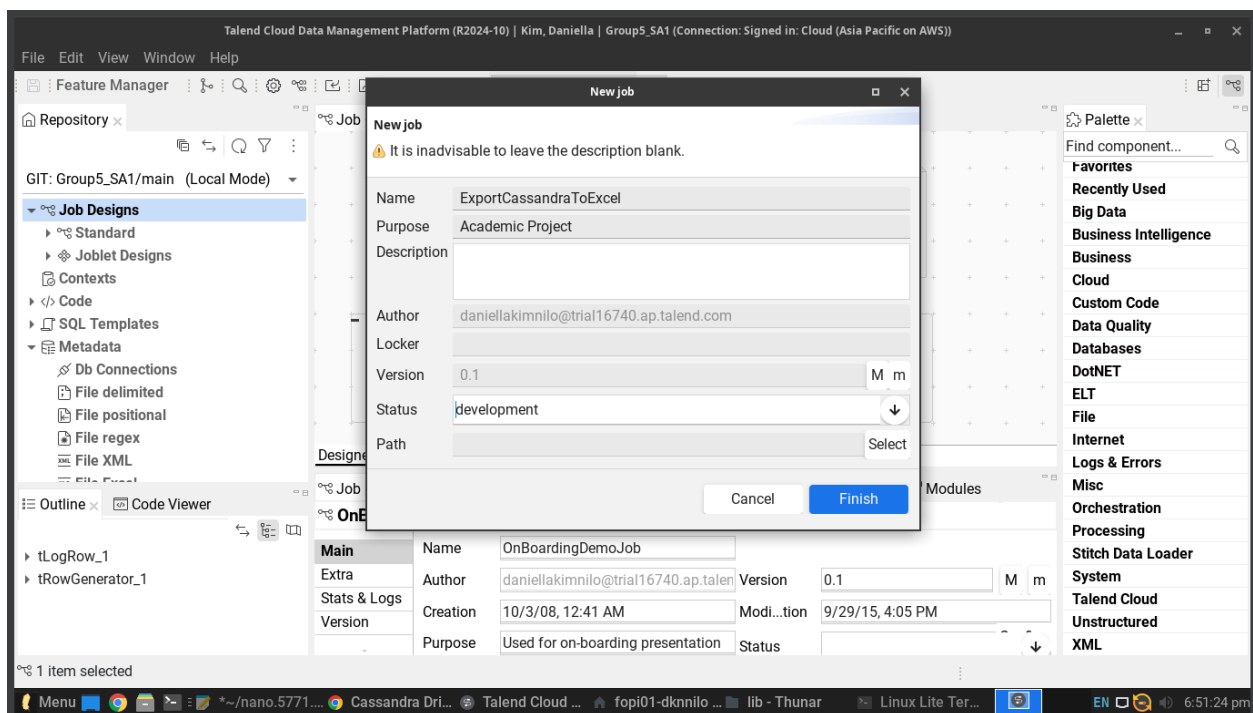 Talend Cloud Data Management Platform (R2024-10) | Kim, Daniella | Group5_SA1 (Connection: Signed in: Cloud (Asia Pacific on AWS))
File Edit View Window Help
Feature Manager
Repository
GIT: Group5_SA1/main (Local Mode)
Job Designs
Standard
Joblet Designs
Contexts
Code
SQL Templates
Metadata
Db Connections
File delimited
File positional
File regex
File XML
Outline
Code Viewer
tLogRow_1
tRowGenerator_1
Job
New job
New job
It is inadvisable to leave the description blank.
Name ExportCassandraToExcel
Purpose Academic Project
Description
Author daniellakimnilo@trial16740.ap.talend.com
Locker
Version 0.1 M m
Status development
Path Select
Cancel Finish
Job
Modules
Main
Extra
Stats & Logs
Version
Name OnBoardingDemoJob
Author Version 0.1 M m
Creation 10/3/08, 12:41 AM Modi...tion 9/29/15, 4:05 PM
Purpose Used for on-boarding presentation Status
Palette
Find component...
Favorites
Recently Used
Big Data
Business Intelligence
Business
Cloud
Custom Code
Data Quality
Databases
DotNET
ELT
File
Internet
Logs & Errors
Misc
Orchestration
Processing
Stitch Data Loader
System
Talend Cloud
Unstructured
XML
1 item selected
Menu *~/nano.5771.... Cassandra Dri... Talend Cloud ... fopi01-dknnilo ... lib - Thunar Linux Lite Ter... EN 6:51:24 pm